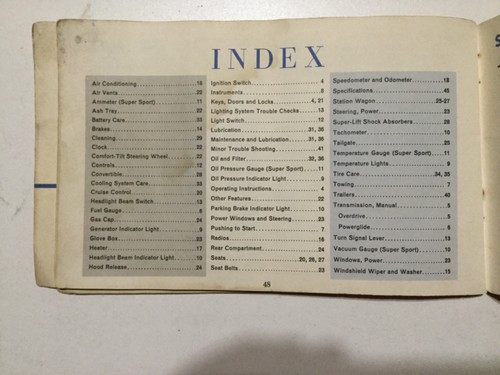 INDEX
Air Conditioning 16
Air Vents 22
Ammeter (Super Sport) 11
Ash Tray 20
Battery Care 33
Brakes 14
Cleaning 29
Clock 22
Comfort-Tilt Steering Wheel 22
Controls 12
Convertible 28
Cooling System Care 35
Cruise Control 20
Headlight Beam Switch 13
Fuel Gauge 8
Gas Cap 24
Generator Indicator Light 9
Glove Box 23
Heater 17
Headlight Beam Indicator Light 10
Hood Release 24
Ignition Switch 4
Instruments 8
Keys, Doors and Locks 4, 21
Lighting System Trouble Checks 13
Light Switch 12
Lubrication 31, 36
Maintenance and Lubrication 31, 36
Minor Trouble Shooting 41
Oil and Filter 32, 36
Oil Pressure Gauge (Super Sport) 11
Oil Pressure Indicator Light 9
Operating Instructions 4
Other Features 22
Parking Brake Indicator Light 10
Power Windows and Steering 23
Pushing to Start 7
Radios 18
Rear Compartment 24
Seats 20, 26, 27
Seat Belts 23
Speedometer and Odometer 18
Specifications 45
Station Wagon 25-27
Steering, Power 23
Super-Lift Shock Absorbers 28
Tachometer 10
Tailgate 25
Temperature Gauge (Super Sport) 11
Temperature Lights 9
Tire Care 34, 35
Towing 7
Trailers 40
Transmission, Manual 5
Overdrive 5
Powerglide 6
Turn Signal Lever 13
Vacuum Gauge (Super Sport) 10
Windows, Power 23
Windshield Wiper and Washer 15
48